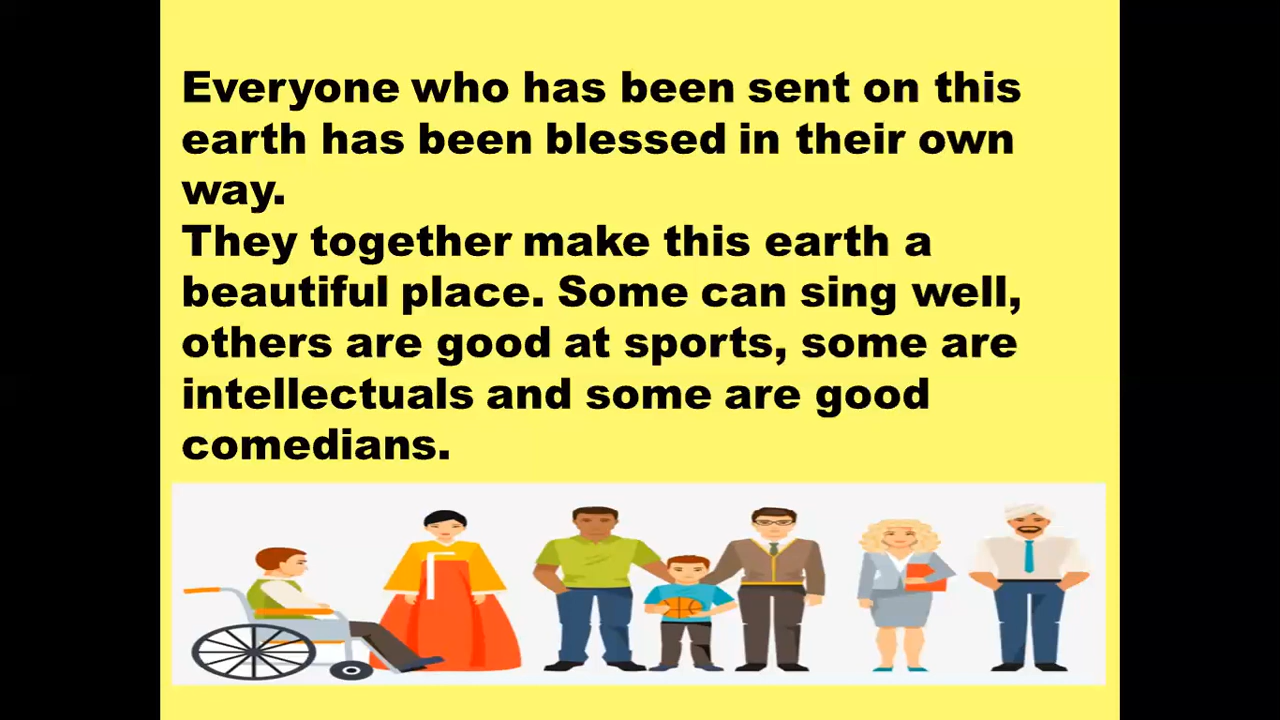 Everyone who has been sent on this
earth has been blessed in their own
way.
They together make this earth a
beautiful place. Some can sing well,
others are good at sports, some are
intellectuals and some are good
comedians.